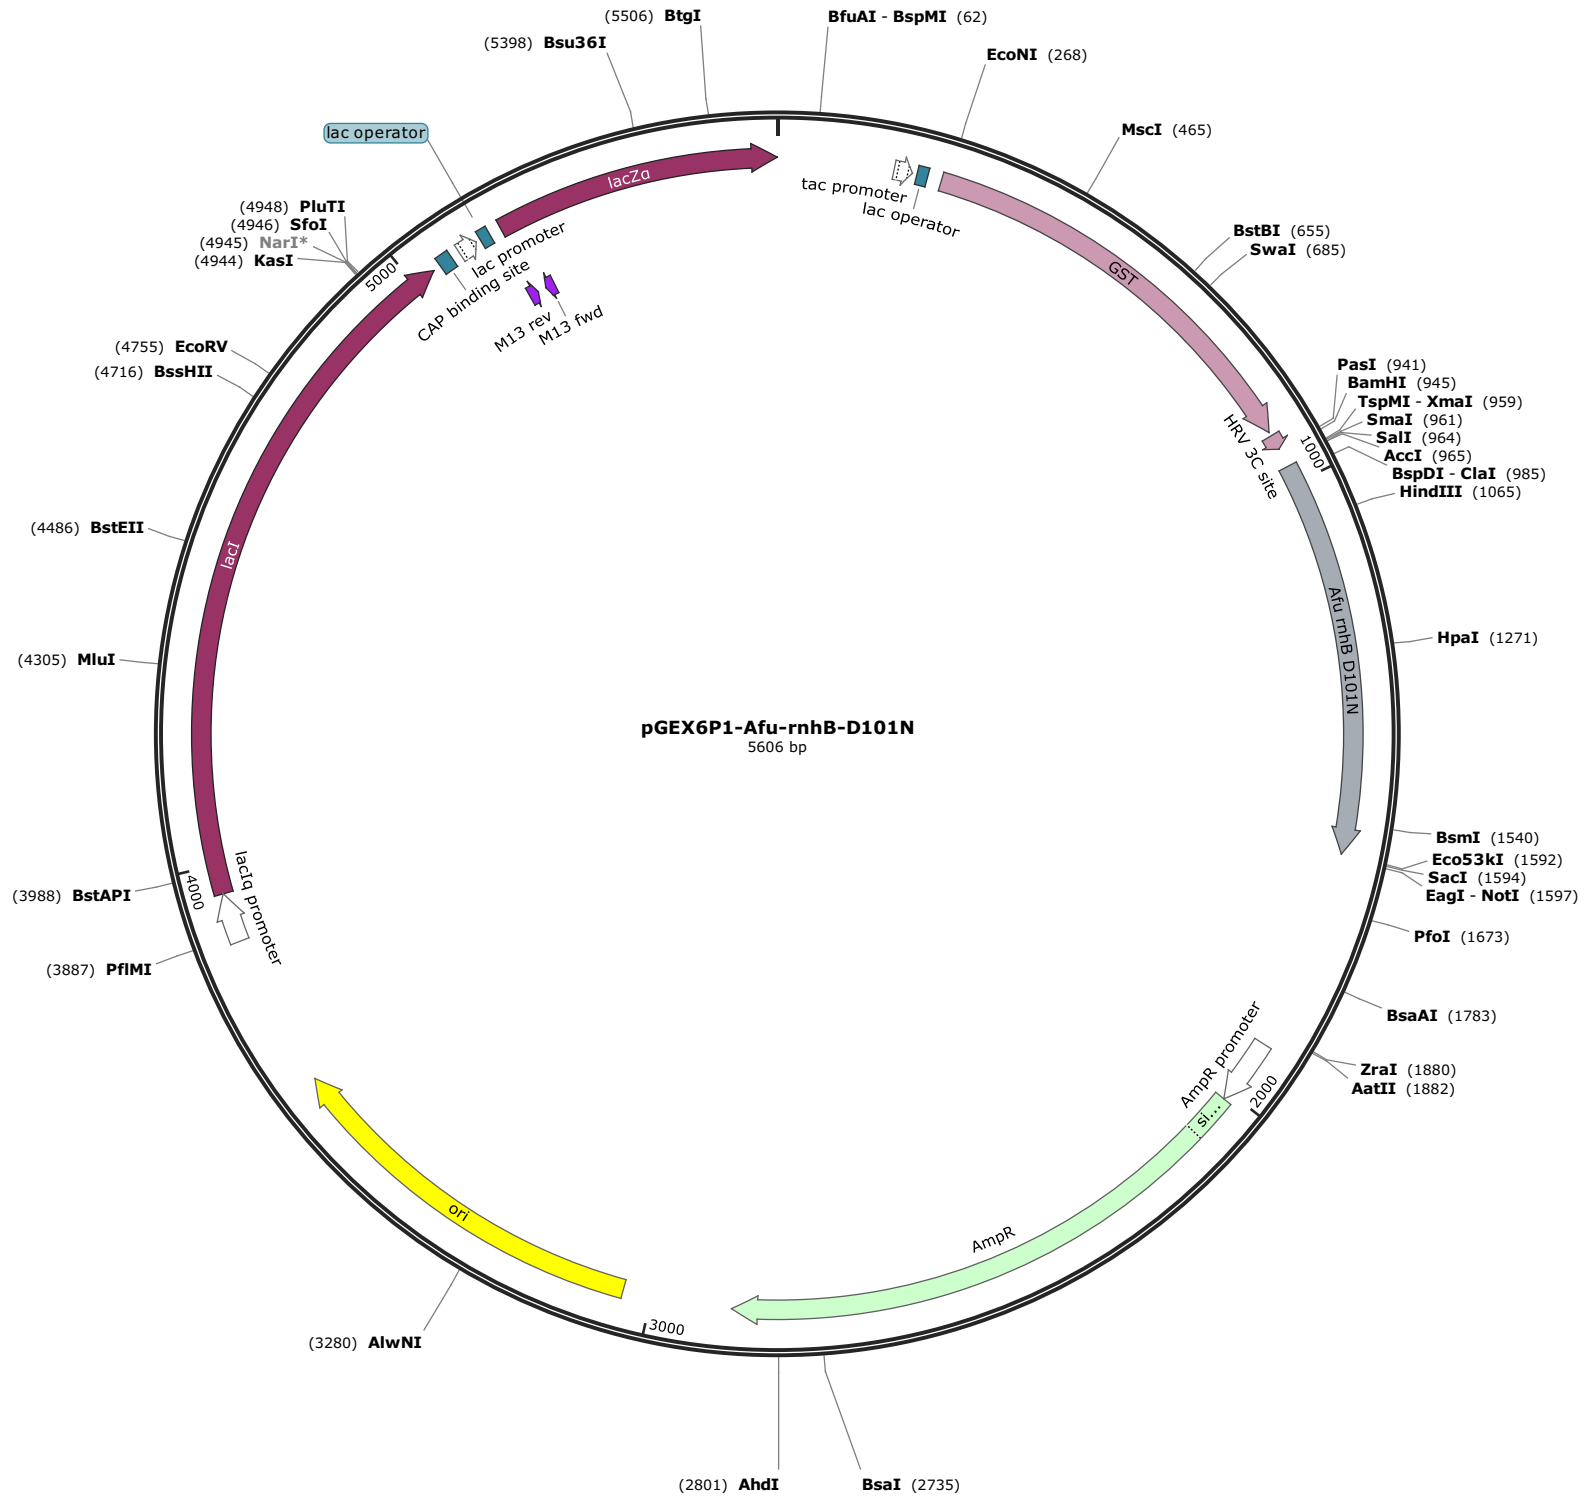 (5506) BtgI
BfuAI - BspMI (62)
(5398) Bsu36I
EcoNI (268)
lac operator
MscI (465)
lacZα
tac promoter
lac operator
(4948) PluTI
(4946) SfoI
(4945) NarI*
(4944) KasI
BstBI (655)
SwaI (685)
lac promoter
CAP binding site
5000
GST
M13 rev
M13 fwd
(4755) EcoRV
(4716) BssHII
PasI (941)
BamHI (945)
TspMI - XmaI (959)
SmaI (961)
SalI (964)
AccI (965)
BspDI - ClaI (985)
HindIII (1065)
HRV 3C site
1000
(4486) BstEII
lacI
Afu rnhB D101N
HpaI (1271)
(4305) MluI
pGEX6P1-Afu-rnhB-D101N
5606 bp
BsmI (1540)
Eco53kI (1592)
SacI (1594)
EagI - NotI (1597)
(3988) BstAPI
4000
lacIq promoter
PfoI (1673)
(3887) PflMI
BsaAI (1783)
AmpR promoter
ZraI (1880)
AatII (1882)
2000
si...
AmpR
ori
3000
(3280) AlwNI
(2801) AhdI
BsaI (2735)